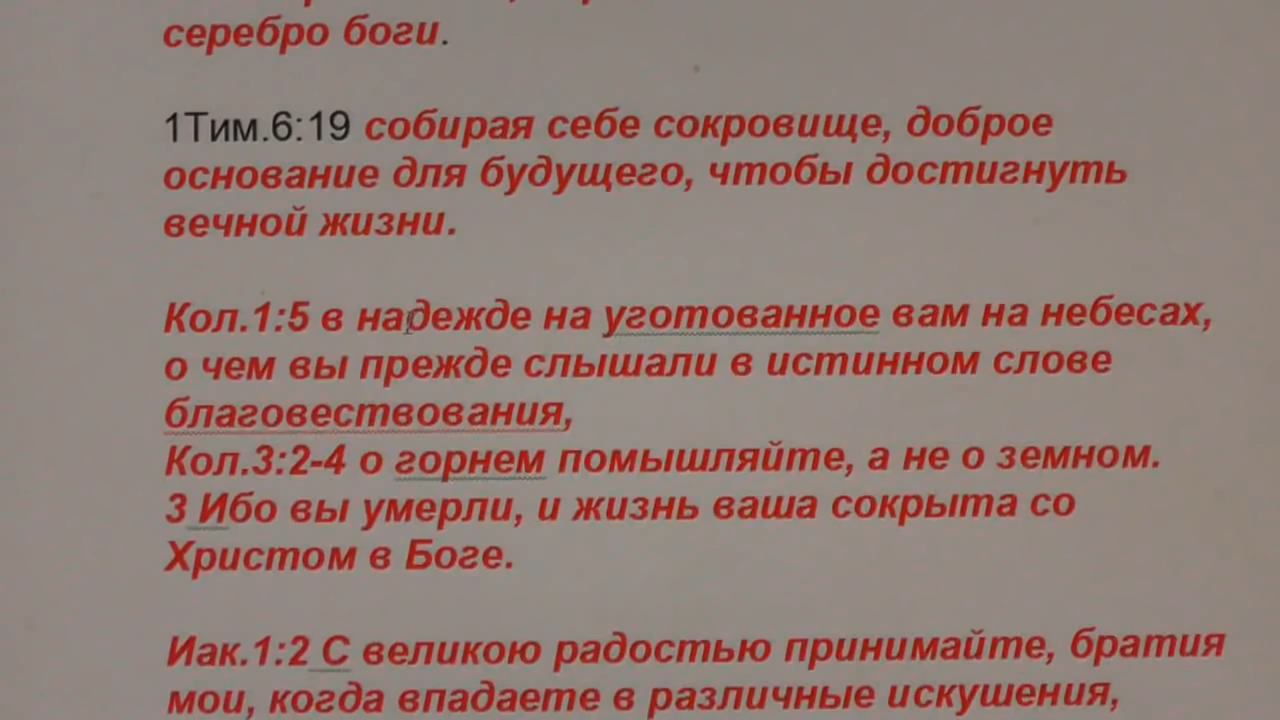 серебро боги.
1Тим.6:19 собирая себе сокровище, доброе
основание для будущего, чтобы достигнуть
вечной жизни.
Кол.1:5 в надежде на уготованное вам на небесах,
о чем вы прежде слышали в истинном слове
благовествования,
Кол.3:2-4 о горнем помышляйте, а не о земном.
3 Ибо вы умерли, и жизнь ваша сокрыта со
Христом в Боге.
Иак.1:2 С великою радостью принимайте, братия
мои, когда впадаете в различные искушения,